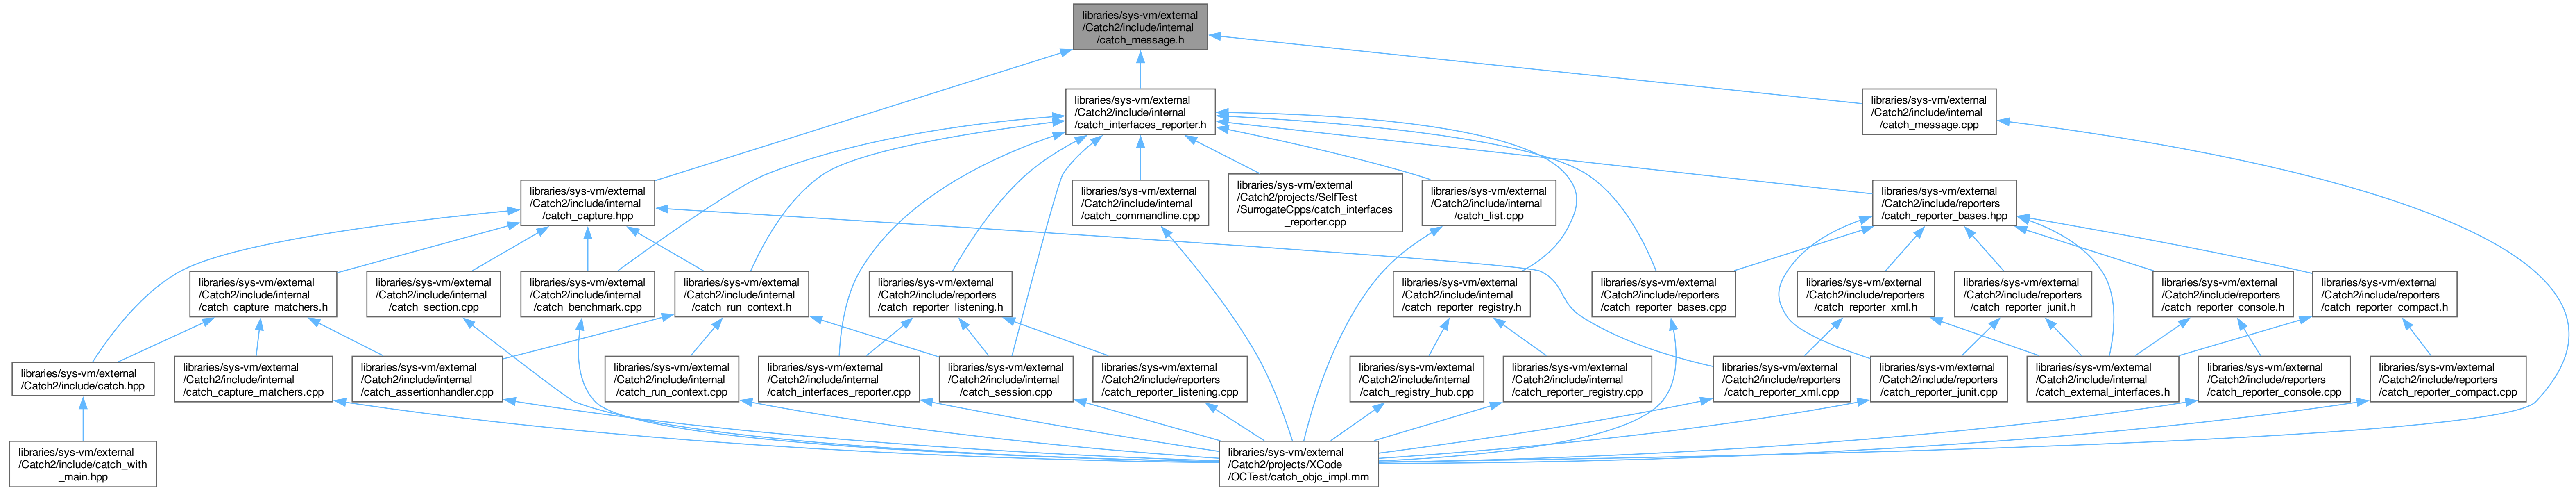 libraries/sys-vm/external
/Catch2/include/internal
/catch_message.h
libraries/sys-vm/external
/Catch2/include/internal
/catch_interfaces_reporter.h
libraries/sys-vm/external
/Catch2/include/internal
/catch_message.cpp
libraries/sys-vm/external
/Catch2/include/internal
/catch_capture.hpp
libraries/sys-vm/external
/Catch2/include/internal
/catch_commandline.cpp
libraries/sys-vm/external
/Catch2/projects/SelfTest
/SurrogateCpps/catch_interfaces
_reporter.cpp
libraries/sys-vm/external
/Catch2/include/internal
/catch_list.cpp
libraries/sys-vm/external
/Catch2/include/reporters
/catch_reporter_bases.hpp
libraries/sys-vm/external
/Catch2/include/internal
/catch_capture_matchers.h
libraries/sys-vm/external
/Catch2/include/internal
/catch_section.cpp
libraries/sys-vm/external
/Catch2/include/internal
/catch_benchmark.cpp
libraries/sys-vm/external
/Catch2/include/internal
/catch_run_context.h
libraries/sys-vm/external
/Catch2/include/reporters
/catch_reporter_listening.h
libraries/sys-vm/external
/Catch2/include/internal
/catch_reporter_registry.h
libraries/sys-vm/external
/Catch2/include/reporters
/catch_reporter_bases.cpp
libraries/sys-vm/external
/Catch2/include/reporters
/catch_reporter_xml.h
libraries/sys-vm/external
/Catch2/include/reporters
/catch_reporter_junit.h
libraries/sys-vm/external
/Catch2/include/reporters
/catch_reporter_console.h
libraries/sys-vm/external
/Catch2/include/reporters
/catch_reporter_compact.h
libraries/sys-vm/external
/Catch2/include/catch.hpp
libraries/sys-vm/external
/Catch2/include/internal
/catch_capture_matchers.cpp
libraries/sys-vm/external
/Catch2/include/internal
/catch_assertionhandler.cpp
libraries/sys-vm/external
/Catch2/include/internal
/catch_run_context.cpp
libraries/sys-vm/external
/Catch2/include/internal
/catch_interfaces_reporter.cpp
libraries/sys-vm/external
/Catch2/include/internal
/catch_session.cpp
libraries/sys-vm/external
/Catch2/include/reporters
/catch_reporter_listening.cpp
libraries/sys-vm/external
/Catch2/include/internal
/catch_registry_hub.cpp
libraries/sys-vm/external
/Catch2/include/internal
/catch_reporter_registry.cpp
libraries/sys-vm/external
/Catch2/include/reporters
/catch_reporter_xml.cpp
libraries/sys-vm/external
/Catch2/include/reporters
/catch_reporter_junit.cpp
libraries/sys-vm/external
/Catch2/include/internal
/catch_external_interfaces.h
libraries/sys-vm/external
/Catch2/include/reporters
/catch_reporter_console.cpp
libraries/sys-vm/external
/Catch2/include/reporters
/catch_reporter_compact.cpp
libraries/sys-vm/external
/Catch2/include/catch_with
_main.hpp
libraries/sys-vm/external
/Catch2/projects/XCode
/OCTest/catch_objc_impl.mm